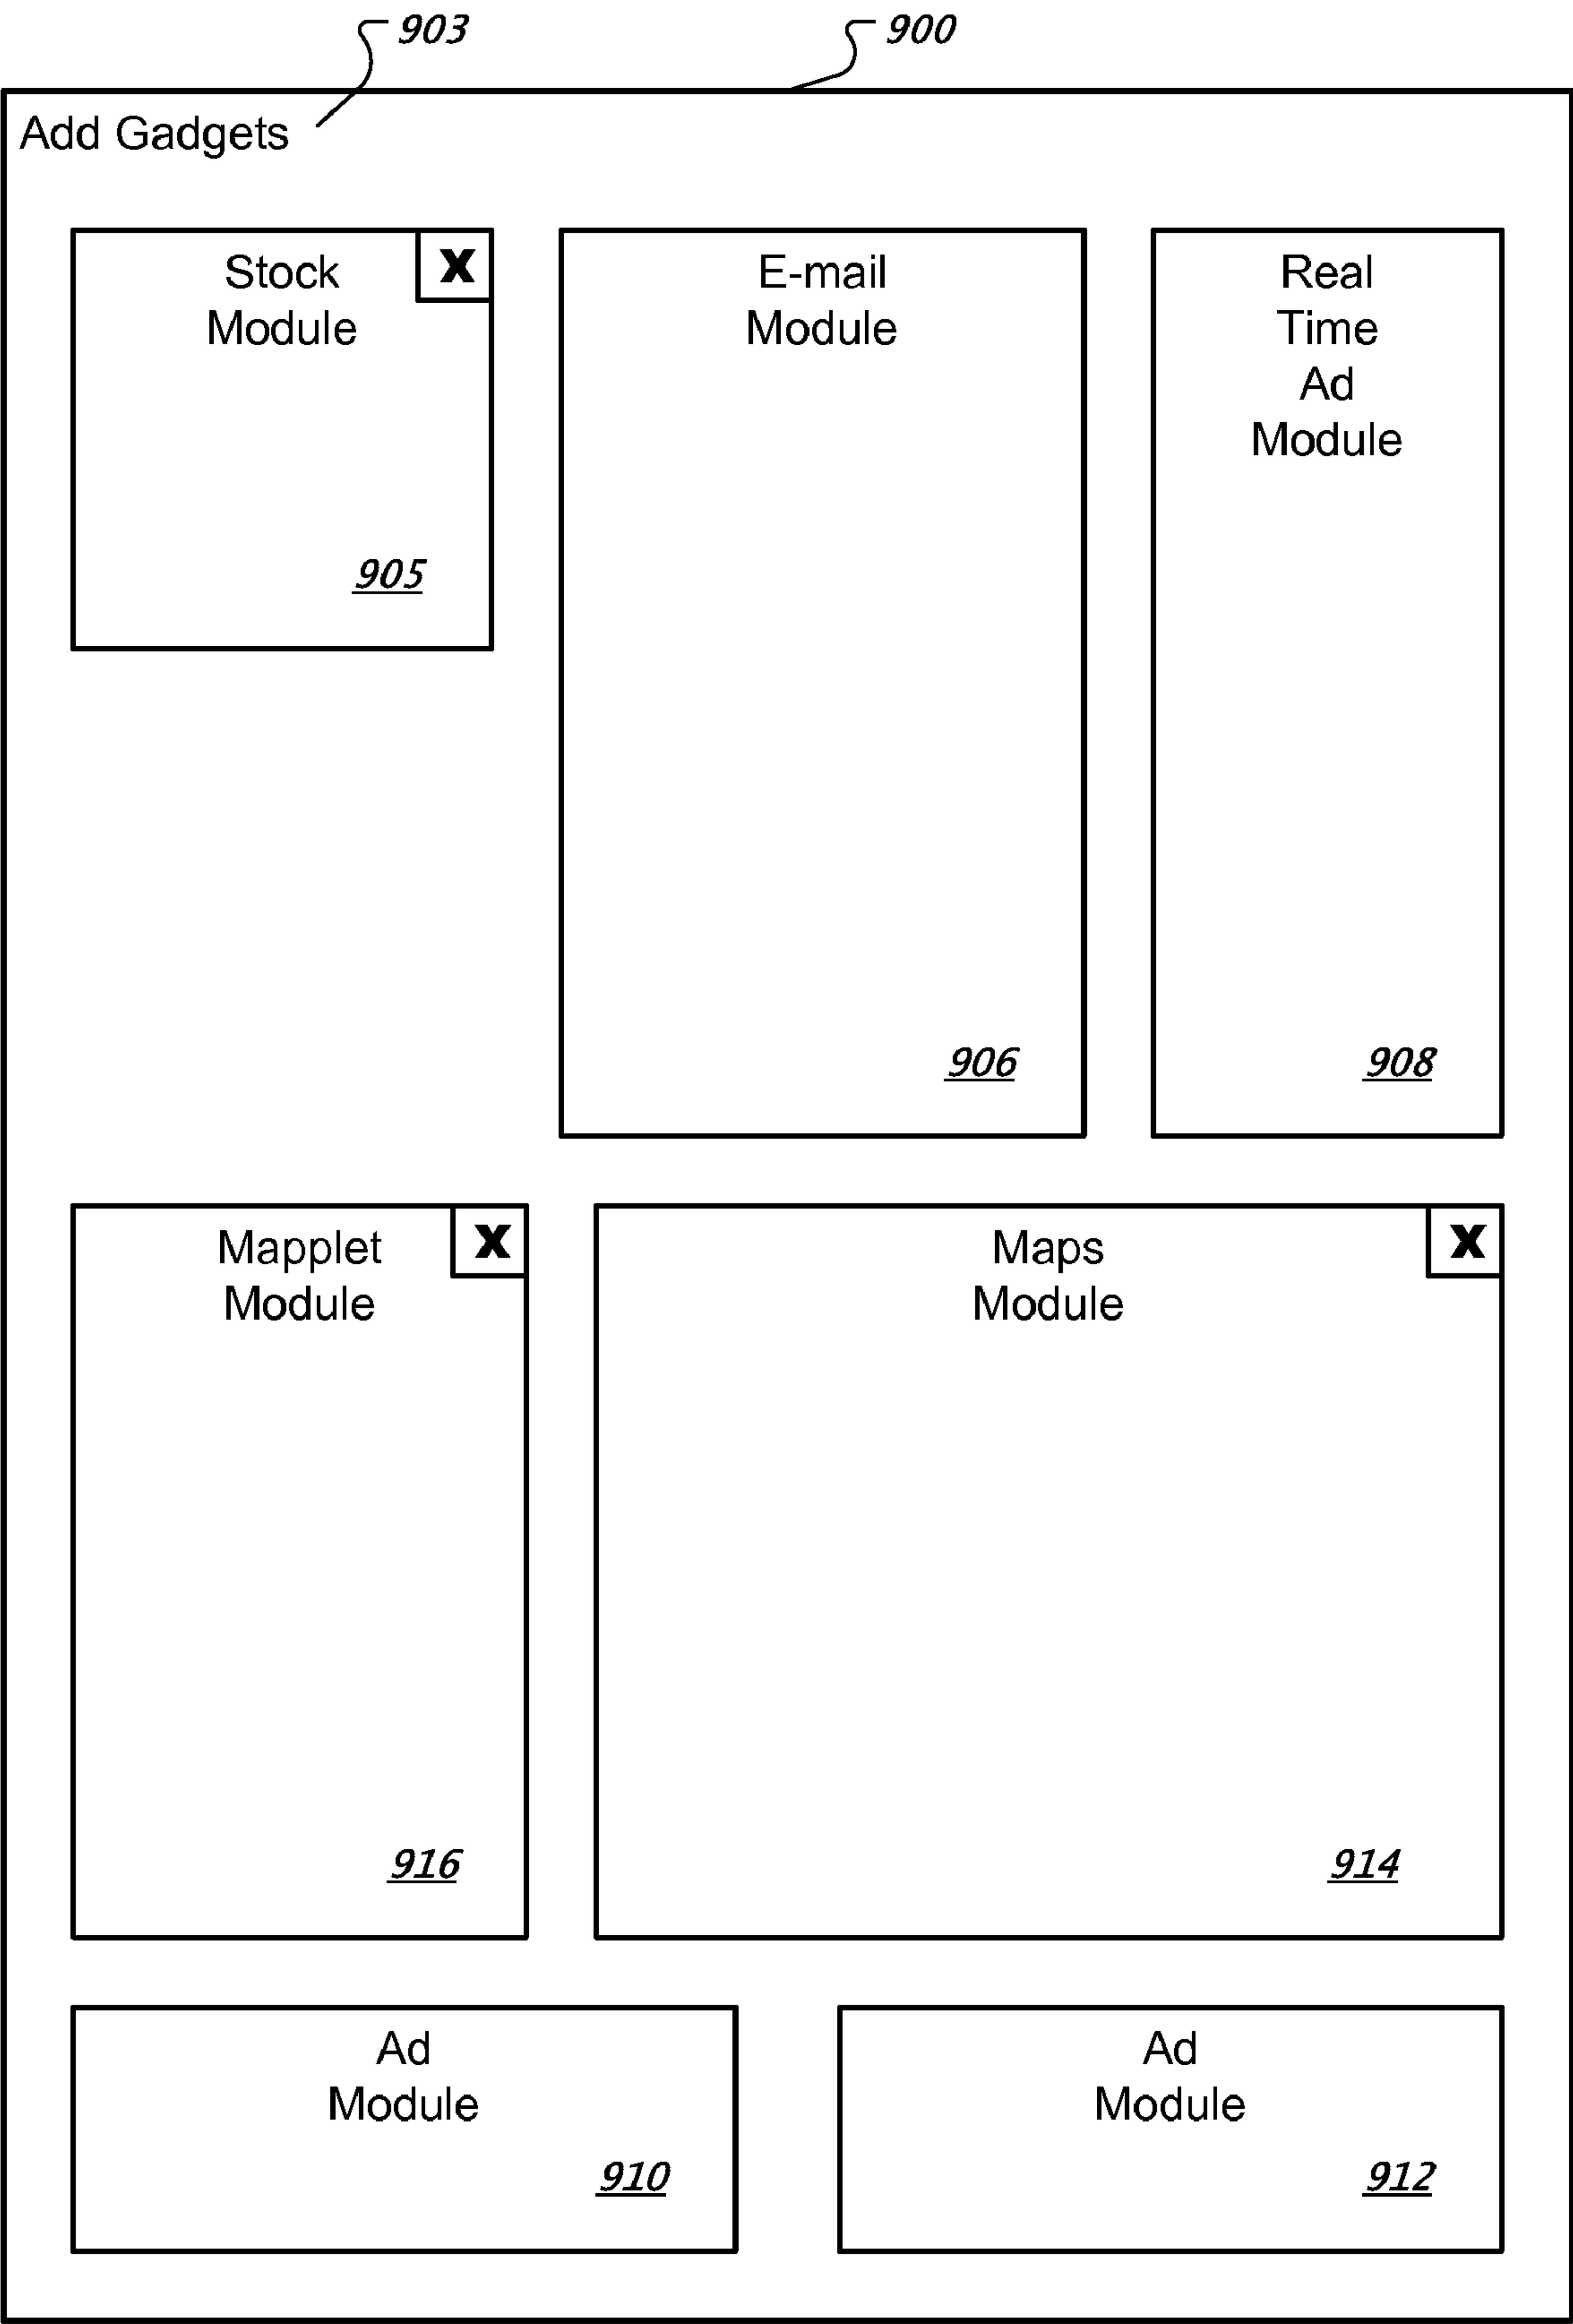 903
900
Add Gadgets
Stock
Module
X
905
E-mail
Module
906
Real
Time
Ad
Module
908
Mapplet
Module
X
916
Maps
Module
X
914
Ad
Module
910
Ad
Module
912